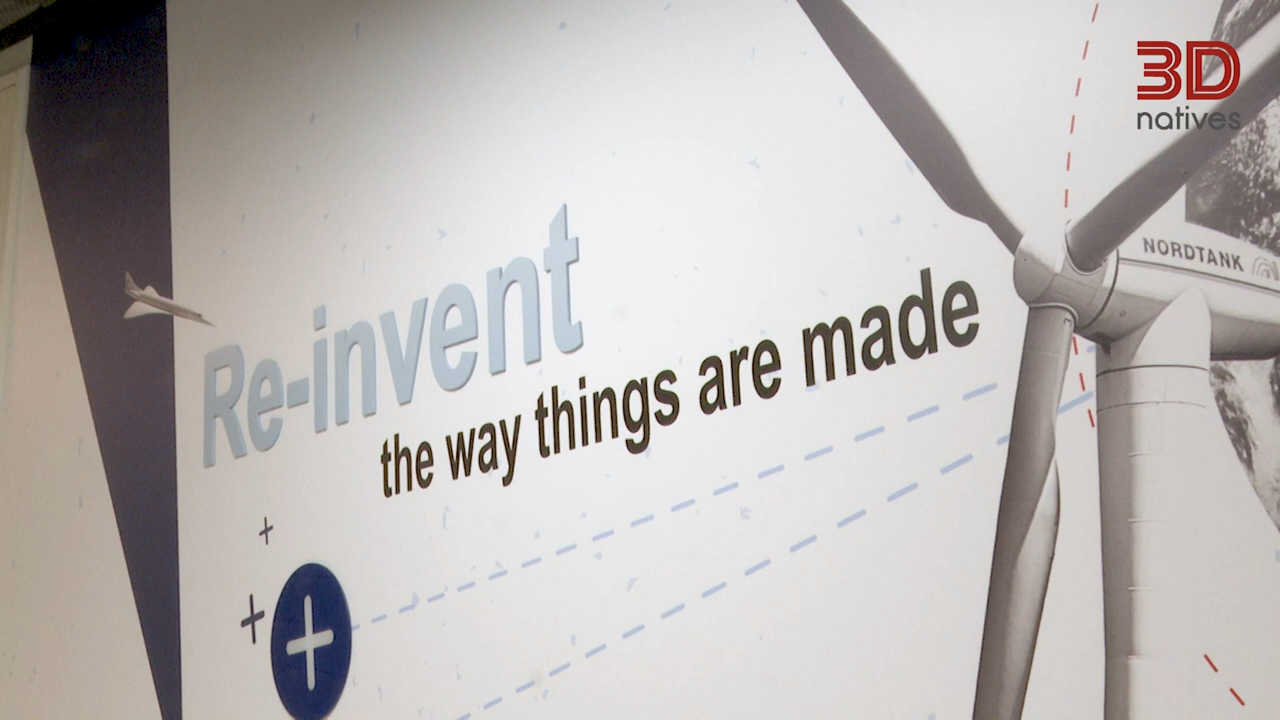 3D
natives
NORDTANK
Re-invent
the way things are made